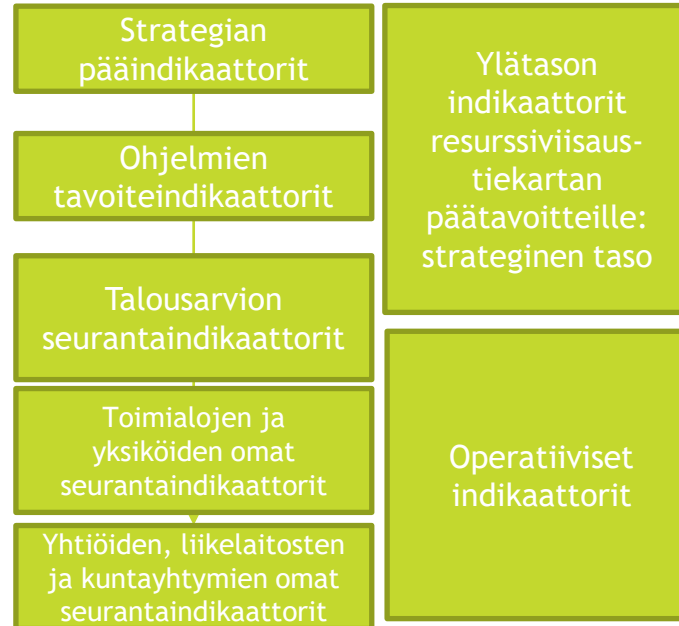 Strategian
pääindikaattorit
Ohjelmien
tavoiteindikaattorit
Talousarvion
seurantaindikaattorit
Toimialojen ja
yksiköiden omat
seurantaindikaattorit
Yhtiöiden, liikelaitosten
ja kuntayhtymien omat
seurantaindikaattorit
Ylätason
indikaattorit
resurssiviisaus-
tiekartan
päätavoitteille:
strateginen taso
Operatiiviset
indikaattorit